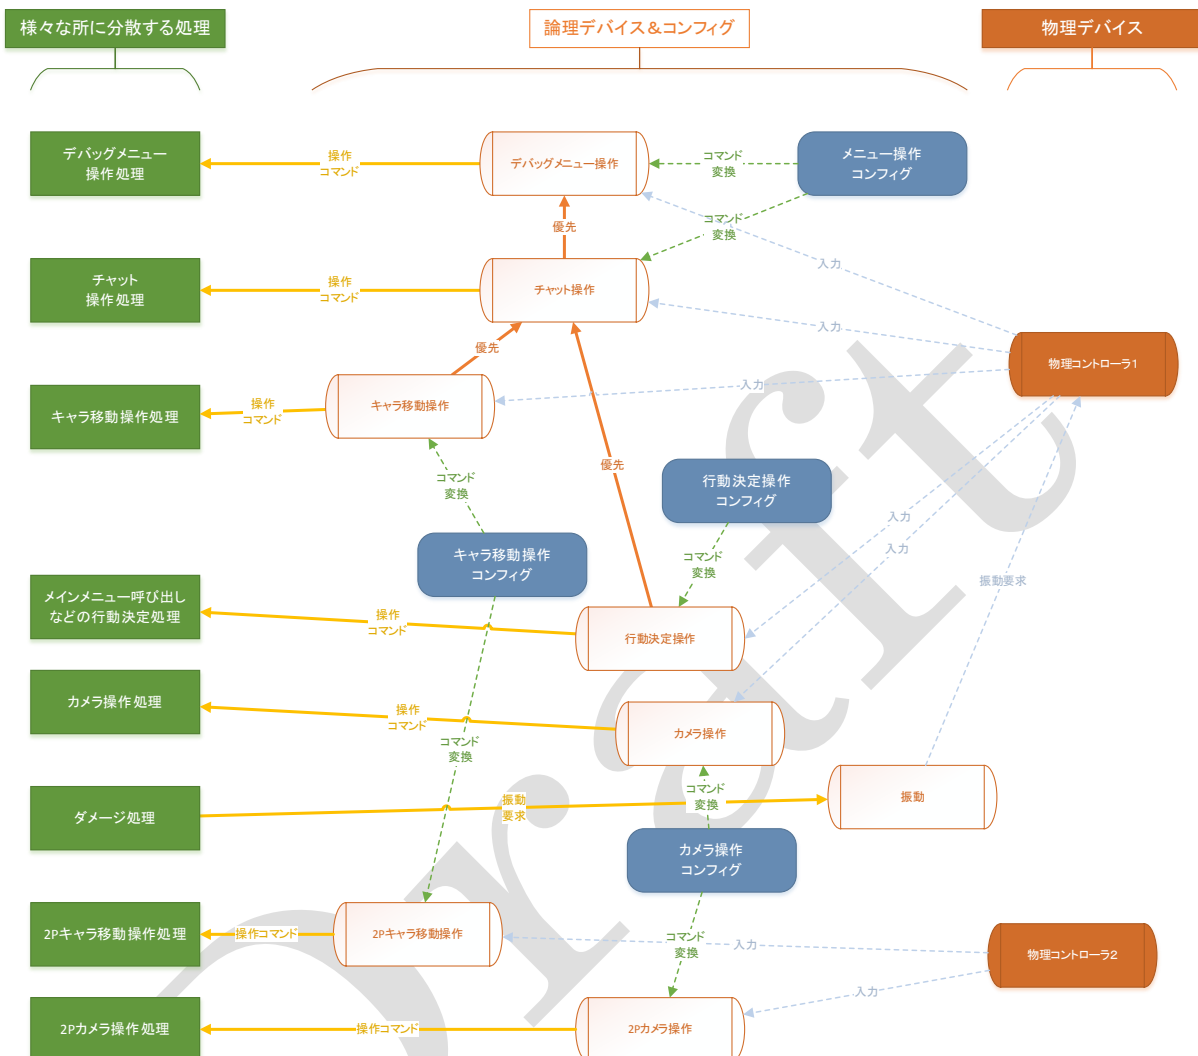 様々な所に分散する処理
論理デバイス&コンフィグ
物理デバイス
デバッグメニュー
操作処理
操作
コマンド
デバッグメニュー操作
コマンド
変換
メニュー操作
コンフィグ
コマンド
変換
優先
入力
チャット
操作処理
操作
コマンド
チャット操作
入力
優先
物理コントローラ1
キャラ移動操作処理
操作
コマンド
キャラ移動操作
入力
優先
コマンド
変換
行動決定操作
コンフィグ
入力
キャラ移動操作
コンフィグ
コマンド
変換
入力
振動要求
メインメニュー呼び出し
などの行動決定処理
操作
コマンド
行動決定操作
カメラ操作処理
操作
コマンド
カメラ操作
コマンド
変換
ダメージ処理
振動
要求
コマンド
変換
振動
カメラ操作
コンフィグ
2Pキャラ移動操作処理
操作コマンド
2Pキャラ移動操作
コマンド
変換
入力
物理コントローラ2
入力
2Pカメラ操作処理
操作コマンド
2Pカメラ操作
Draft